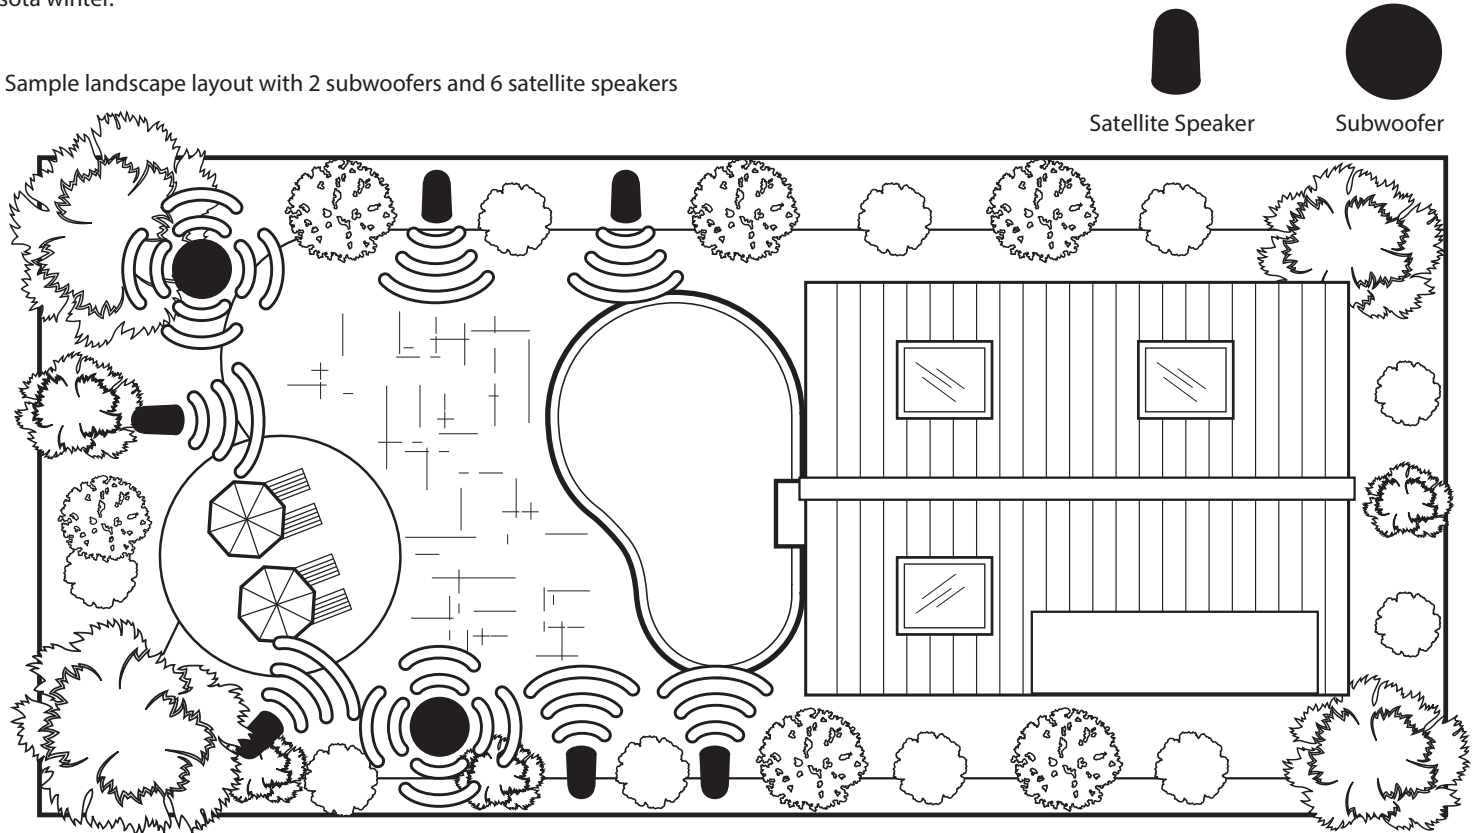 sota winter.
Sample landscape layout with 2 subwoofers and 6 satellite speakers
Satellite Speaker
Subwoofer